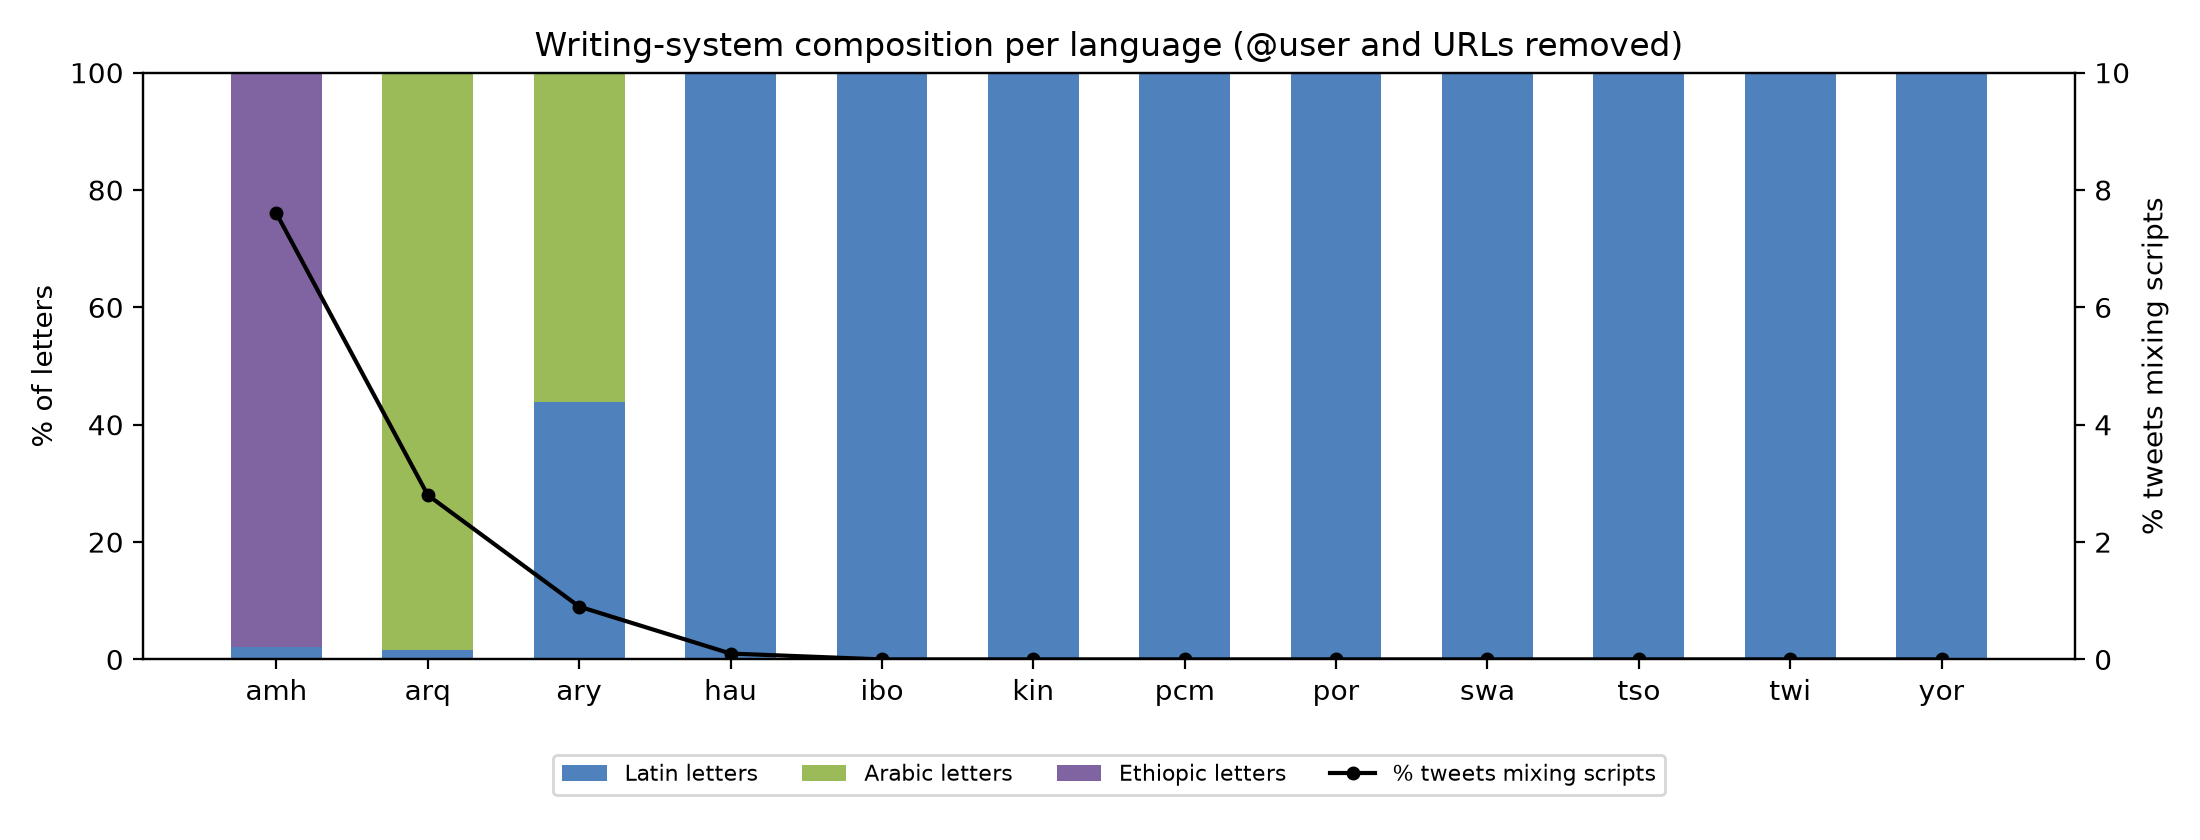 Writing-system composition per language (@user and URLs removed)
% of letters
100
80
60
40
20
0
10
8
6
4
2
0
% tweets mixing scripts
amh arq ary hau ibo kin pcm por swa tso twi yor
Latin letters Arabic letters Ethiopic letters % tweets mixing scripts